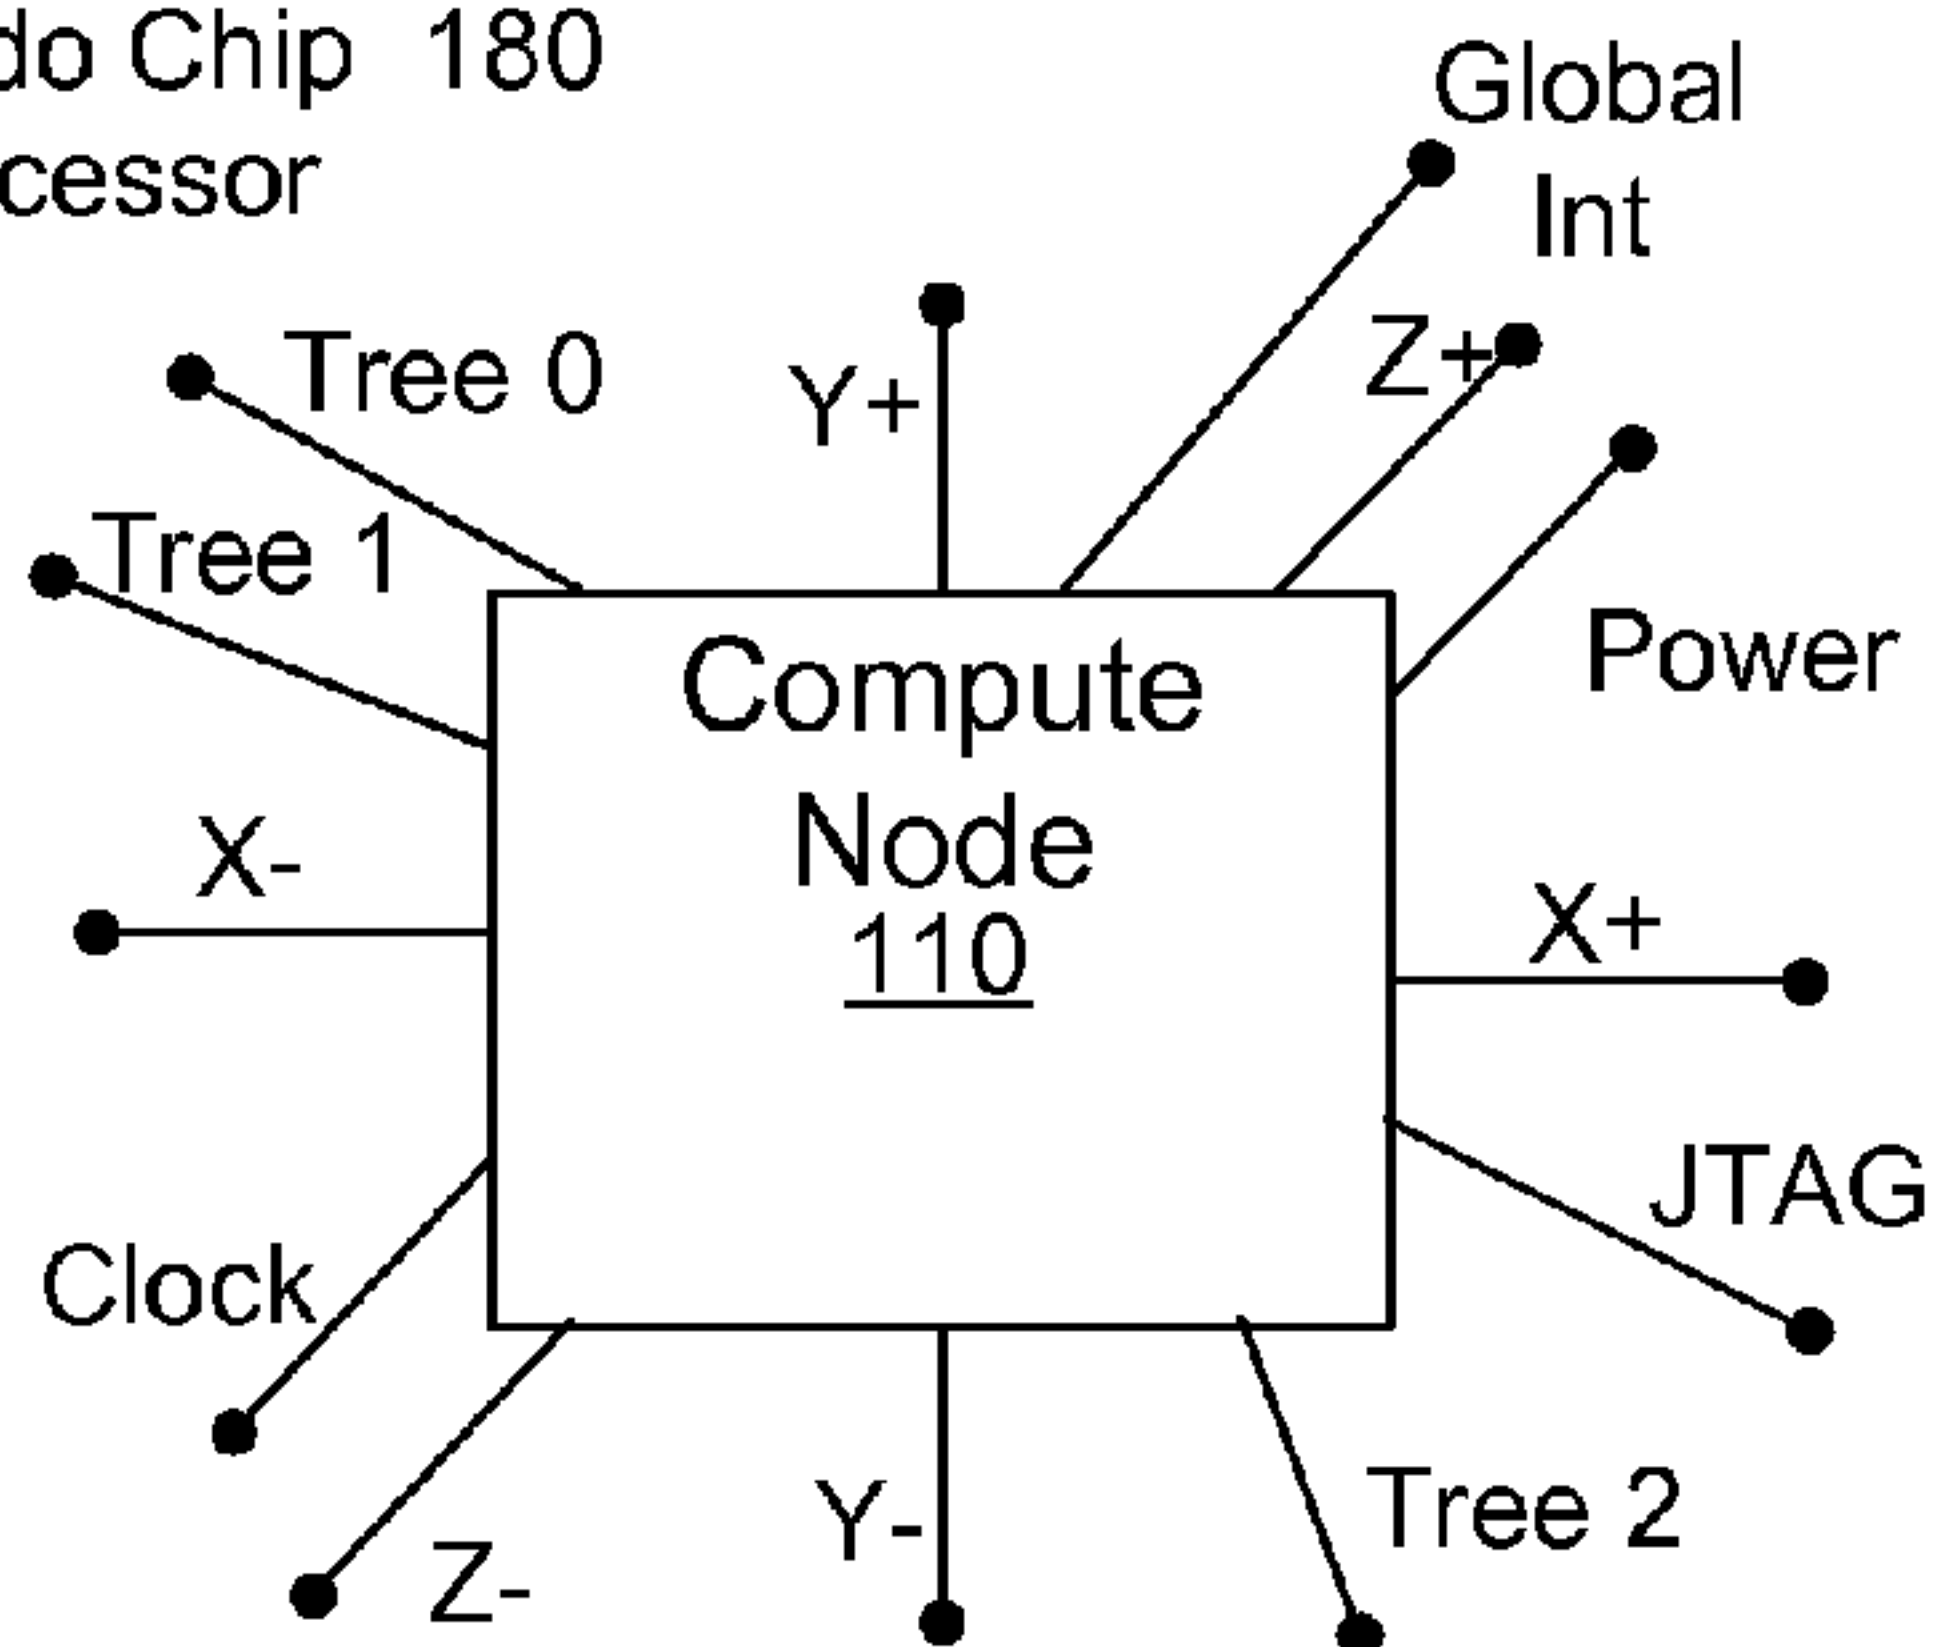 do Chip 180
cessor
Global
Int
Z+
Y+
Tree 0
Tree 1
Power
Compute
Node
110
X-
X+
JTAG
Clock
Tree 2
Y-
Z-